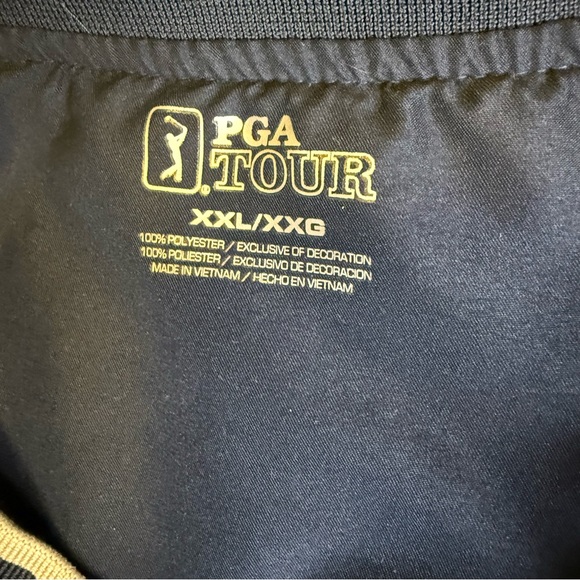 PGA
TOUR
XXL/XXG
100% POLYESTER / EXCLUSIVE OF DECORATION
100% POLIESTER / EXCLUSIVO DE DECORACION
MADE IN VIETNAM / HECHO EN VIETNAM